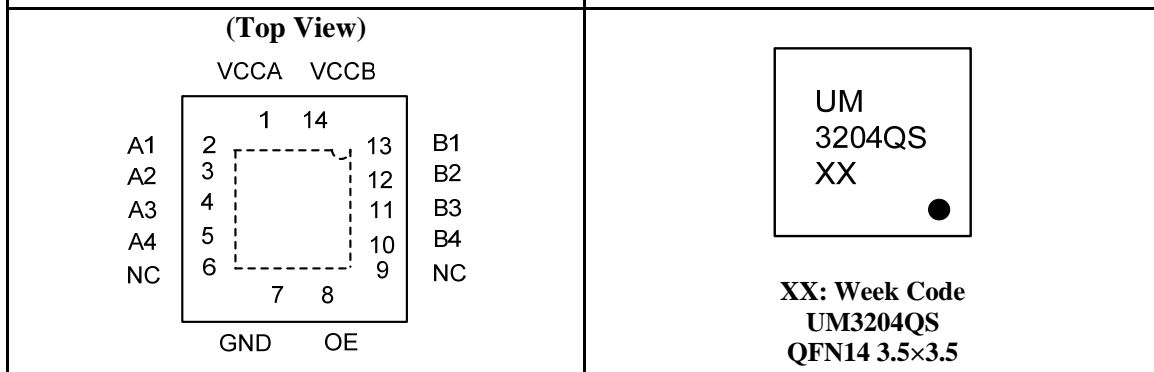 (Top View)
VCCA VCCB
1 14
A1 2 13 B1
A2 3 12 B2
A3 4 11 B3
A4 5 10 B4
NC 6 9 NC
7 8
GND OE
UM
3204QS
XX
XX: Week Code
UM3204QS
QFN14 3.5×3.5